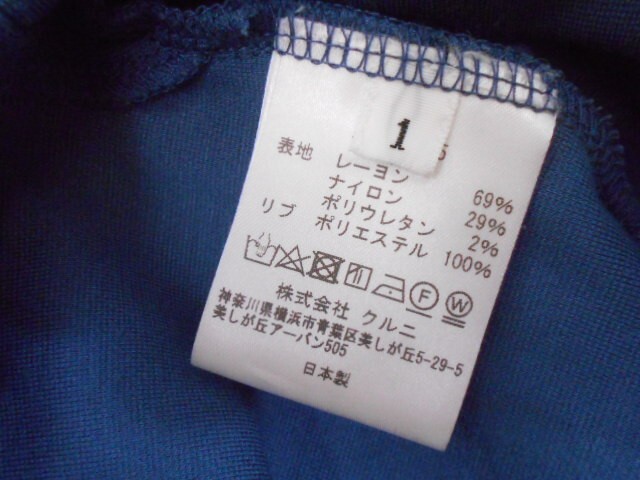 1
5
表地 レーヨン 69%
ナイロン 29%
ポリウレタン 2%
リブ ポリエステル 100%
F W
株式会社 クルニ
神奈川県横浜市青葉区美しが丘5-29-5
美しが丘アーバン505
日本製